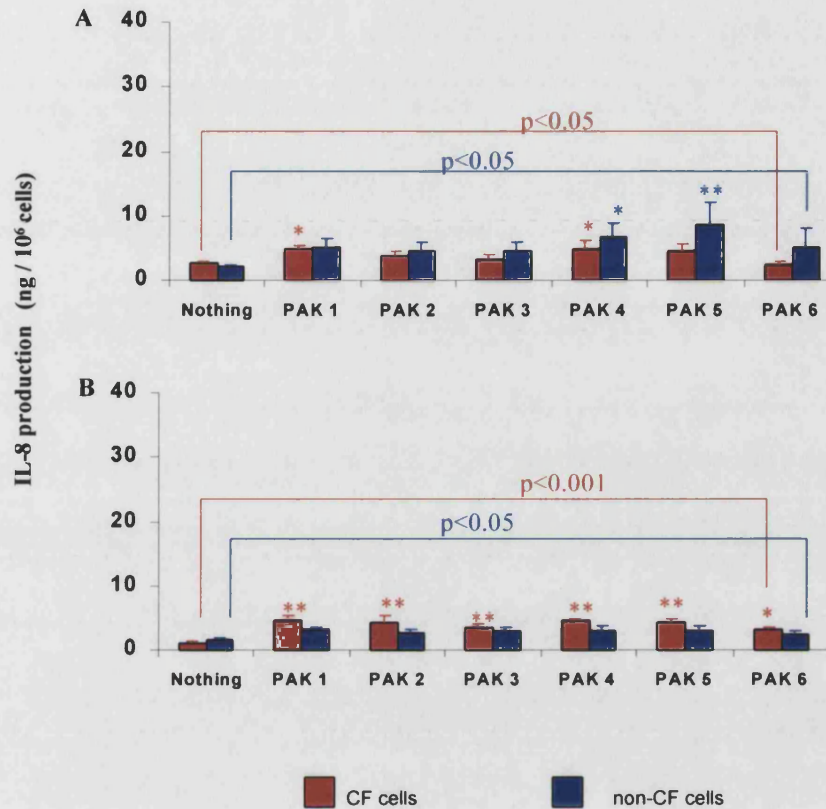 A
40
30
20
10
0
p<0.05
p<0.05
*
*
*
**
Nothing PAK 1 PAK 2 PAK 3 PAK 4 PAK 5 PAK 6
IL-8 production (ng / 10⁶ cells)
B
40
30
20
10
0
p<0.001
p<0.05
**
**
**
**
**
*
Nothing PAK 1 PAK 2 PAK 3 PAK 4 PAK 5 PAK 6
CF cells non-CF cells